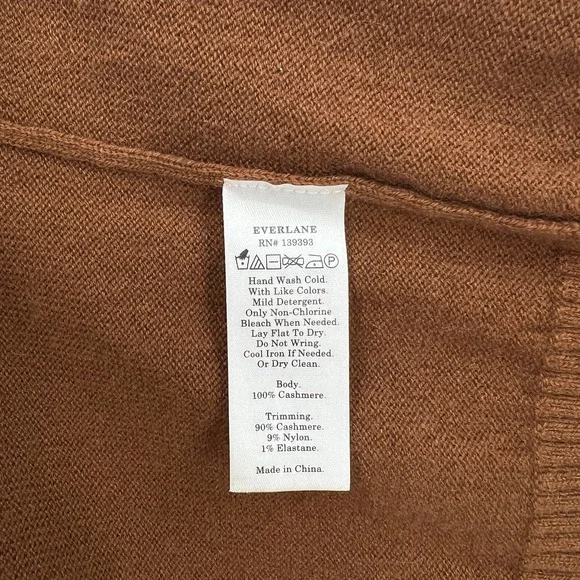 EVERLANE
RN# 139393
P
Hand Wash Cold.
With Like Colors.
Mild Detergent.
Only Non-Chlorine
Bleach When Needed.
Lay Flat To Dry.
Do Not Wring.
Cool Iron If Needed.
Or Dry Clean.
Body.
100% Cashmere.
Trimming.
90% Cashmere.
9% Nylon.
1% Elastane.
Made in China.